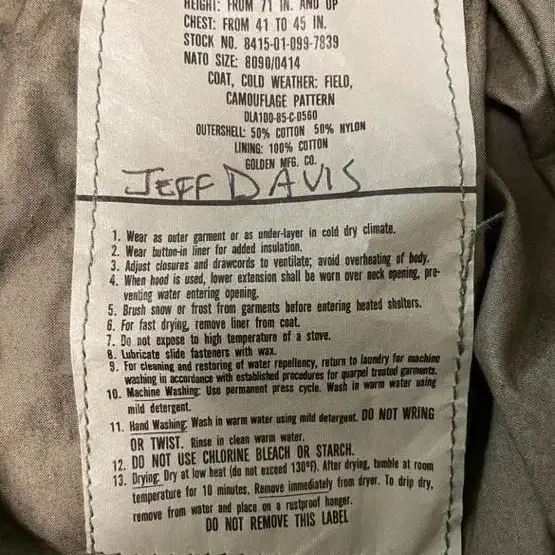 HEIGHT: FROM 71 IN. AND UP
CHEST: FROM 41 TO 45 IN.
STOCK NO. 8415-01-099-7839
NATO SIZE: 8090/0414
COAT, COLD WEATHER: FIELD,
CAMOUFLAGE PATTERN
DLA100-85-C-0560
OUTERSHELL: 50% COTTON 50% NYLON
LINING: 100% COTTON
GOLDEN MFG. CO.
JEFF DAVIS
1. Wear as outer garment or as under-layer in cold dry climate.
2. Wear button-in liner for added insulation.
3. Adjust closures and drawcords to ventilate; avoid overheating of body.
4. When hood is used, lower extension shall be worn over neck opening, pre-
venting water entering opening.
5. Brush snow or frost from garments before entering heated shelters.
6. For fast drying, remove liner from coat.
7. Do not expose to high temperature of a stove.
8. Lubricate slide fasteners with wax.
9. For cleaning and restoring of water repellency, return to laundry for machine
washing in accordance with established procedures for quarpel treated garments.
10. Machine Washing: Use permanent press cycle. Wash in warm water using
mild detergent.
11. Hand Washing: Wash in warm water using mild detergent. DO NOT WRING
OR TWIST. Rinse in clean warm water.
12. DO NOT USE CHLORINE BLEACH OR STARCH.
13. Drying: Dry at low heat (do not exceed 130°F). After drying, tumble at room
temperature for 10 minutes. Remove immediately from dryer. To drip dry,
remove from water and place on a rustproof hanger.
DO NOT REMOVE THIS LABEL